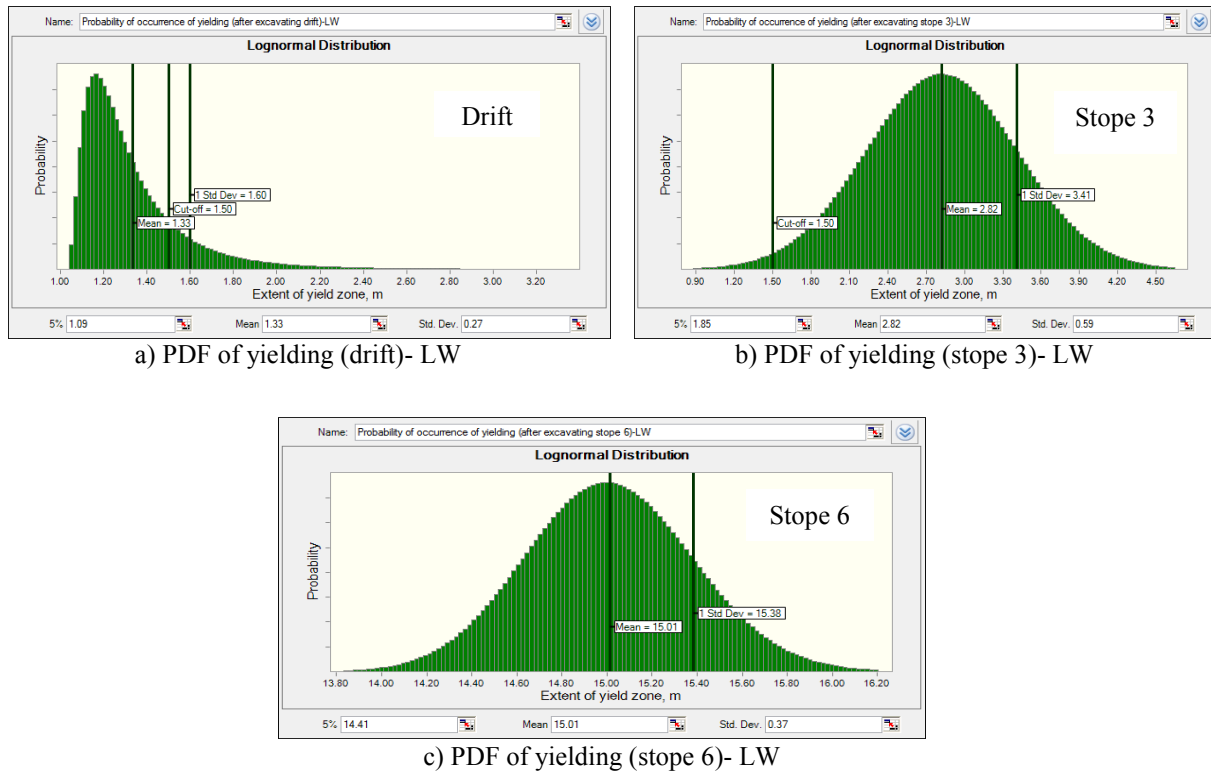 Name: Probability of occurrence of yielding (after excavating drift)-LW
Lognormal Distribution
Drift
Probability
1 Std Dev = 1.60
Cut-off = 1.50
Mean = 1.33
1.00 1.20 1.40 1.60 1.80 2.00 2.20 2.40 2.60 2.80 3.00 3.20
Extent of yield zone, m
5% 1.09 Mean 1.33 Std. Dev. 0.27
a) PDF of yielding (drift)- LW
Name: Probability of occurrence of yielding (after excavating stope 3)-LW
Lognormal Distribution
Stope 3
Probability
1 Std Dev = 3.41
Mean = 2.82
Cut-off = 1.50
0.90 1.20 1.50 1.80 2.10 2.40 2.70 3.00 3.30 3.60 3.90 4.20 4.50
Extent of yield zone, m
5% 1.85 Mean 2.82 Std. Dev. 0.59
b) PDF of yielding (stope 3)- LW
Name: Probability of occurrence of yielding (after excavating stope 6)-LW
Lognormal Distribution
Stope 6
Probability
1 Std Dev = 15.38
Mean = 15.01
13.80 14.00 14.20 14.40 14.60 14.80 15.00 15.20 15.40 15.60 15.80 16.00 16.20
Extent of yield zone, m
5% 14.41 Mean 15.01 Std. Dev. 0.37
c) PDF of yielding (stope 6)- LW